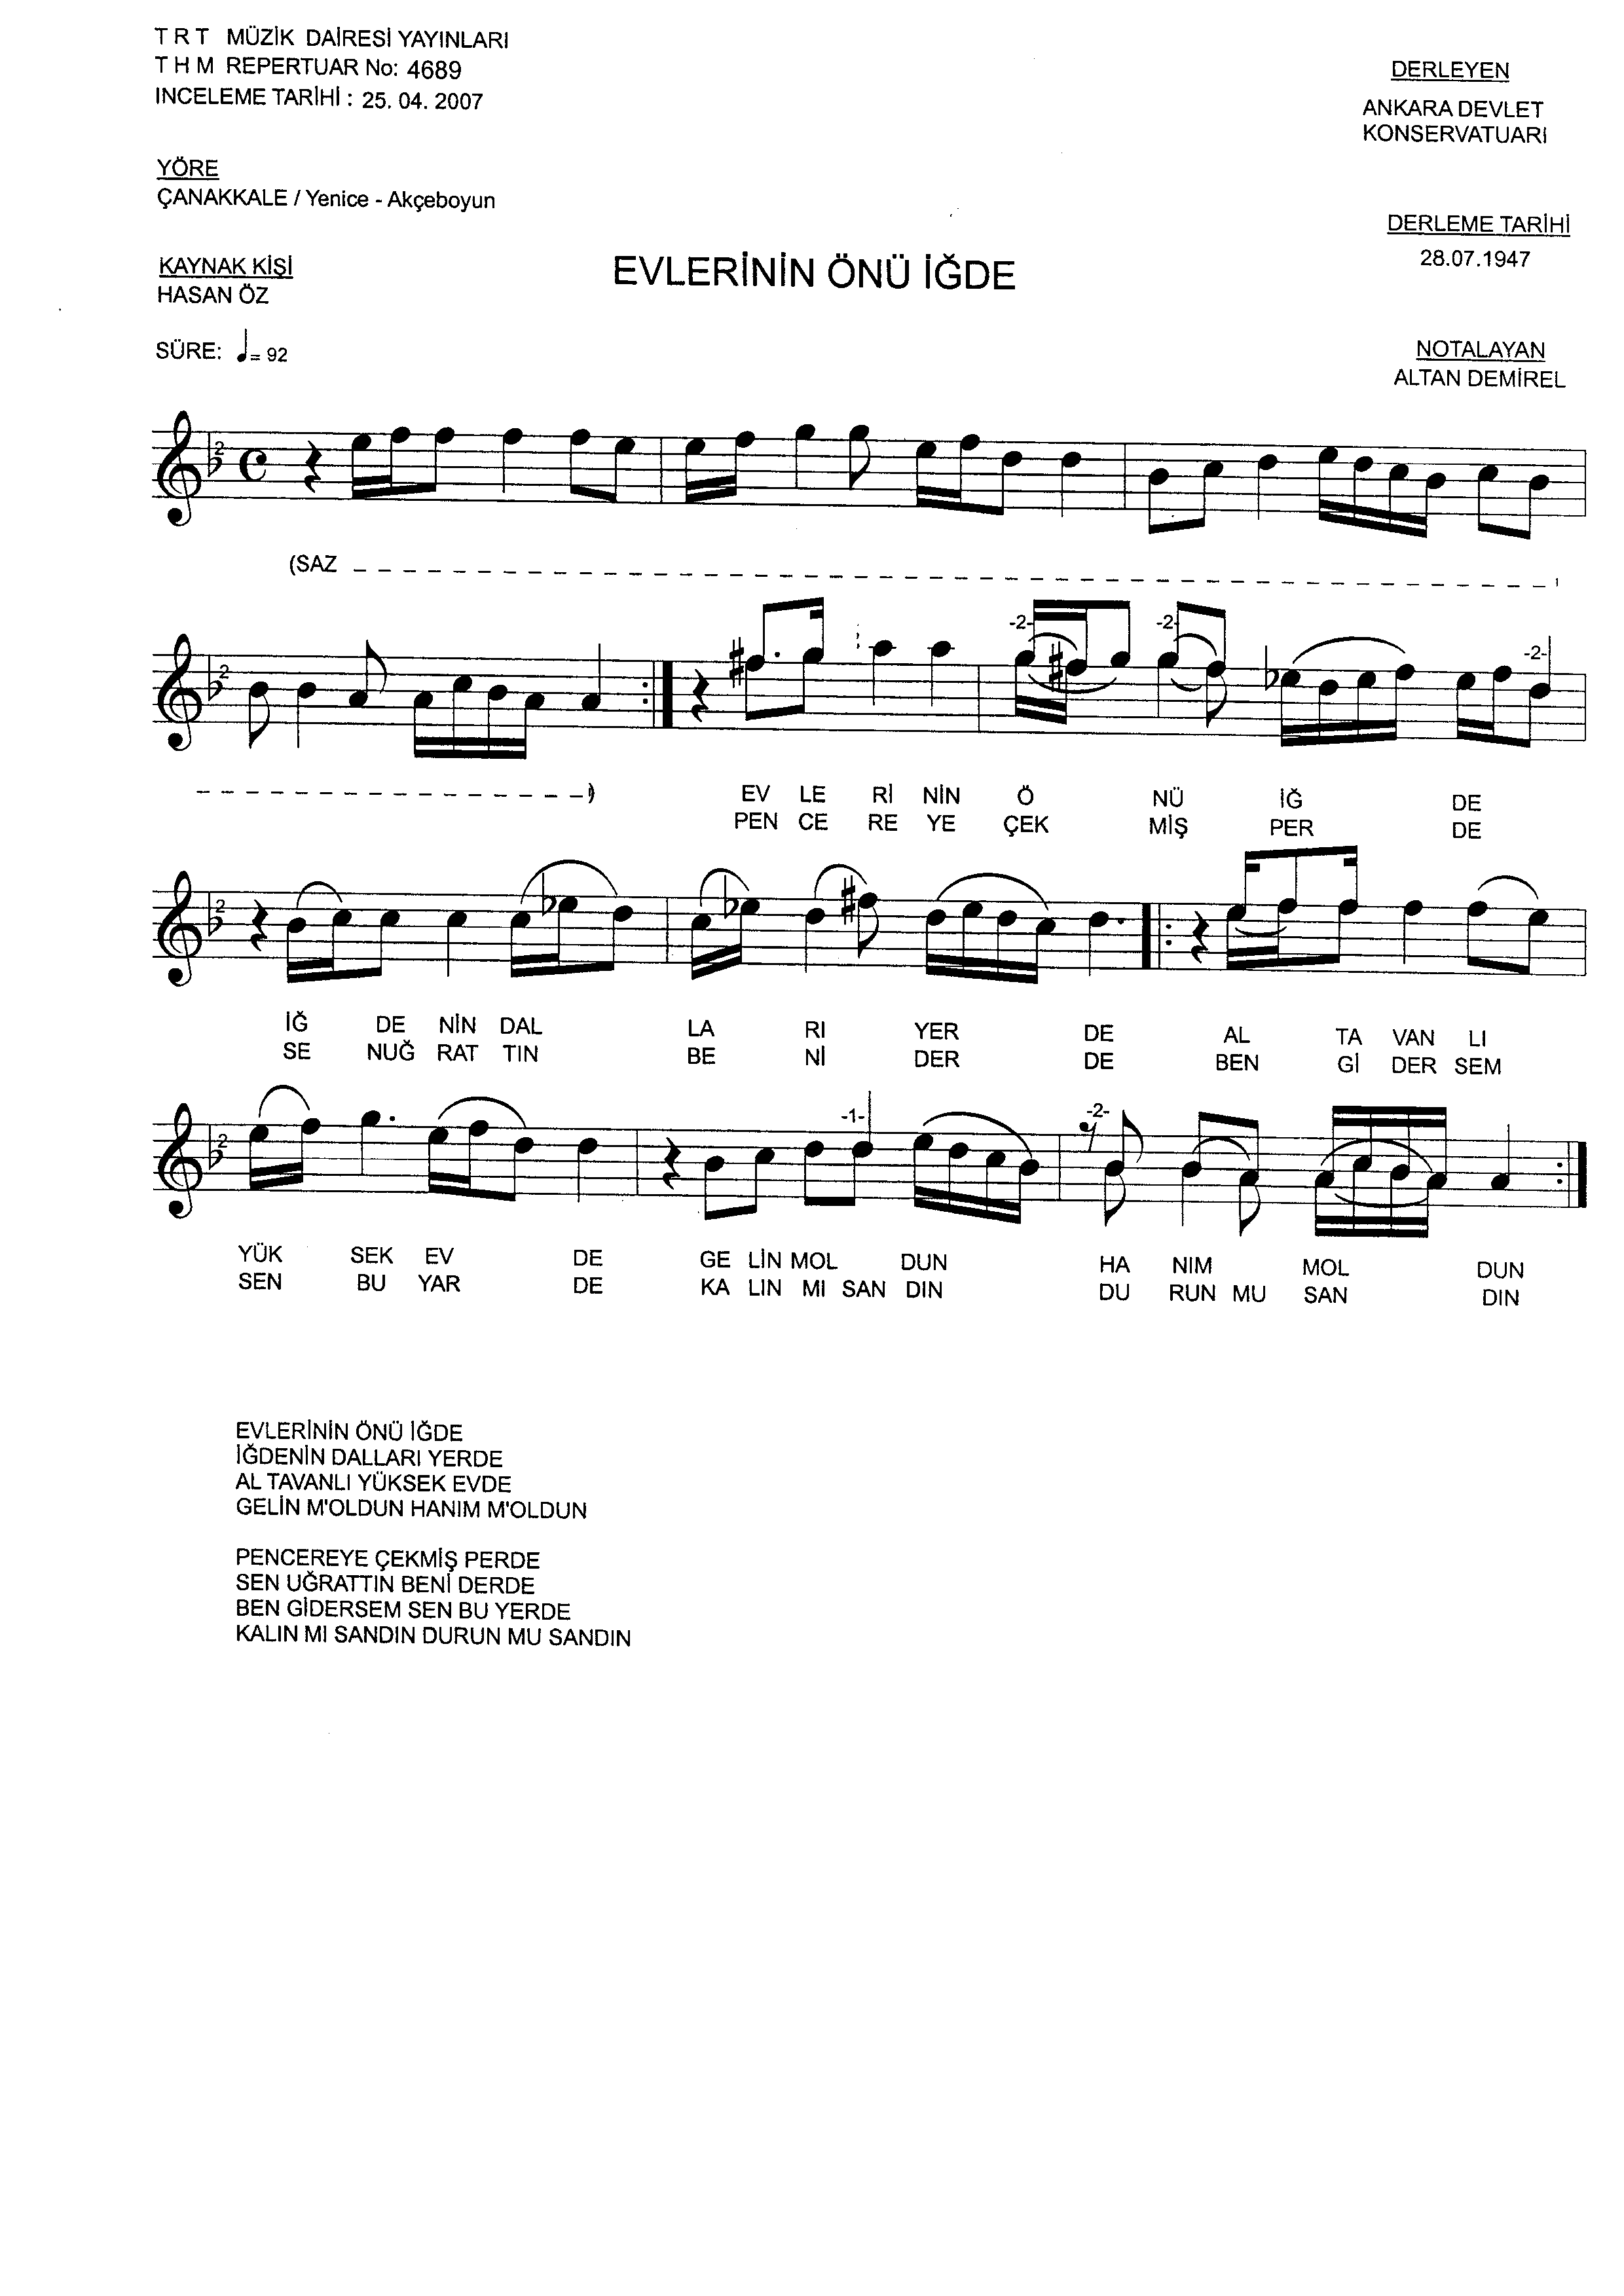 T R T MÜZİK DAİRESİ YAYINLARI
T H M REPERTUAR No: 4689
INCELEME TARİHİ : 25. 04. 2007
DERLEYEN
ANKARA DEVLET
KONSERVATUARI
YÖRE
ÇANAKKALE / Yenice - Akçeboyun
DERLEME TARİHİ
28.07.1947
KAYNAK KİŞİ
HASAN ÖZ
EVLERİNİN ÖNÜ İĞDE
SÜRE: ♩= 92
NOTALAYAN
ALTAN DEMİREL
2
(SAZ
2 -2- -2- -2-
)
EV LE Rİ NİN Ö NÜ İĞ DE
PEN CE RE YE ÇEK MİŞ PER DE
2
İĞ DE NİN DAL LA RI YER DE AL TA VAN LI
SE NUĞ RAT TIN BE Nİ DER DE BEN Gİ DER SEM
2 -1- -2-
YÜK SEK EV DE GE LİN MOL DUN HA NIM MOL DUN
SEN BU YAR DE KA LIN MI SAN DIN DU RUN MU SAN DIN
EVLERİNİN ÖNÜ İĞDE
İĞDENİN DALLARI YERDE
AL TAVANLI YÜKSEK EVDE
GELİN M'OLDUN HANIM M'OLDUN
PENCEREYE ÇEKMİŞ PERDE
SEN UĞRATTIN BENİ DERDE
BEN GİDERSEM SEN BU YERDE
KALIN MI SANDIN DURUN MU SANDIN